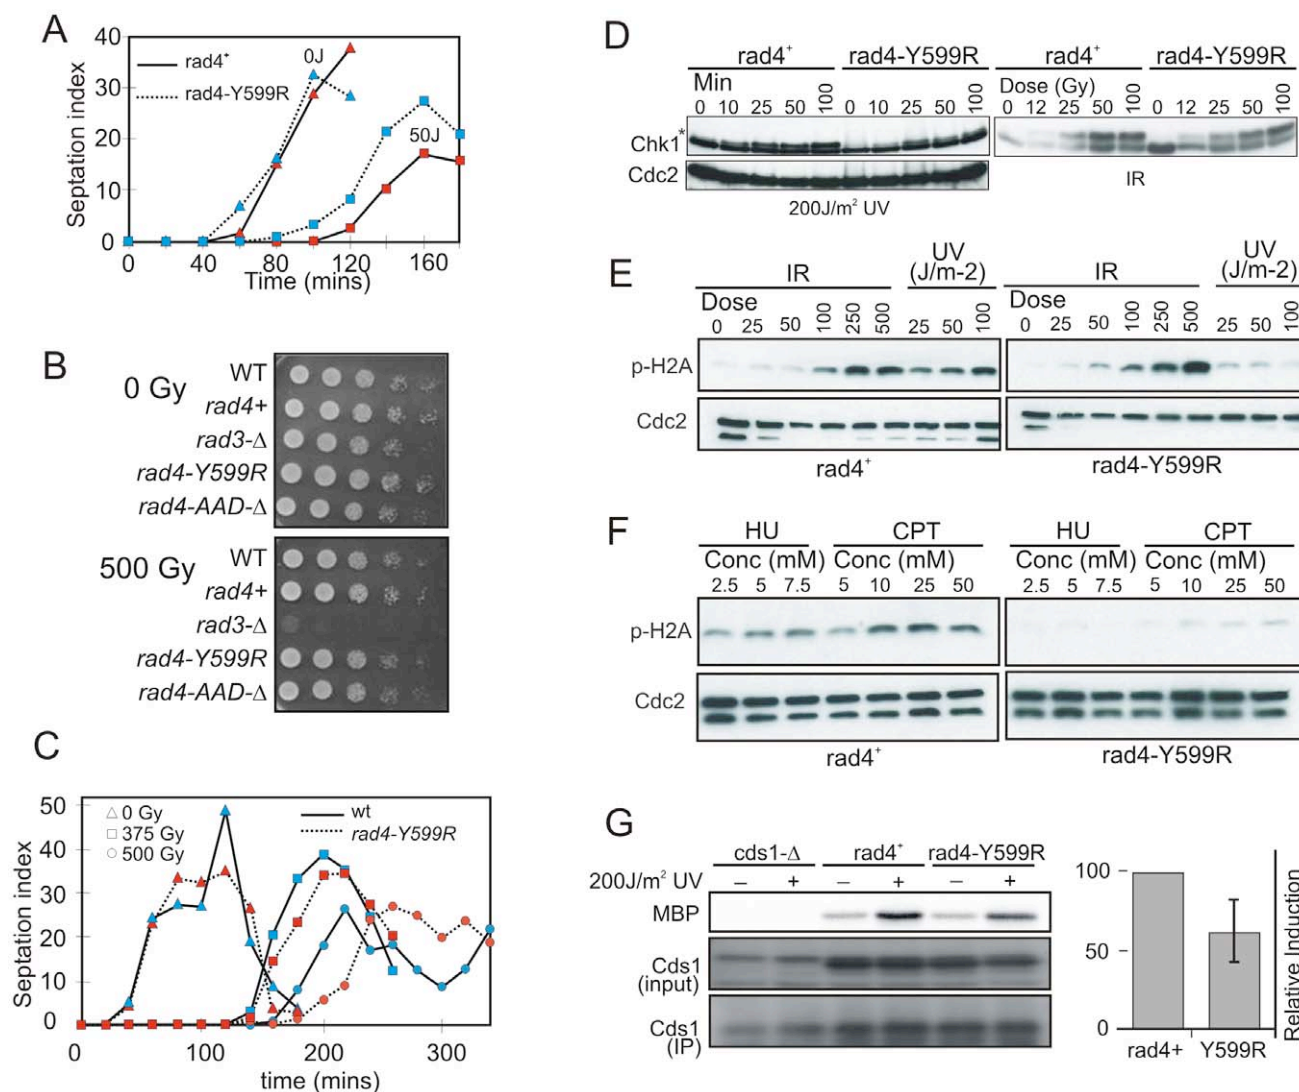 A
Septation index
40
30
20
10
0
rad4⁺
rad4-Y599R
0J
50J
0 40 80 120 160
Time (mins)
B
0 Gy
WT
rad4+
rad3-Δ
rad4-Y599R
rad4-AAD-Δ
500 Gy
WT
rad4+
rad3-Δ
rad4-Y599R
rad4-AAD-Δ
C
Septation index
50
40
30
20
10
0
0 Gy
375 Gy
500 Gy
wt
rad4-Y599R
0 100 200 300
time (mins)
D
rad4⁺ rad4-Y599R rad4⁺ rad4-Y599R
Min Dose (Gy)
0 10 25 50 100 0 10 25 50 100 0 12 25 50 100 0 12 25 50 100
Chk1*
Cdc2
200J/m² UV
IR
E
IR UV (J/m-2) IR UV (J/m-2)
Dose Dose
0 25 50 100 250 500 25 50 100 0 25 50 100 250 500 25 50 100
p-H2A
Cdc2
rad4⁺ rad4-Y599R
F
HU CPT HU CPT
Conc (mM) Conc (mM) Conc (mM) Conc (mM)
2.5 5 7.5 5 10 25 50 2.5 5 7.5 5 10 25 50
p-H2A
Cdc2
rad4⁺ rad4-Y599R
G
cds1-Δ rad4⁺ rad4-Y599R
200J/m² UV – + – + – +
MBP
Cds1
(input)
Cds1
(IP)
100
50
0
rad4+ Y599R
Relative Induction